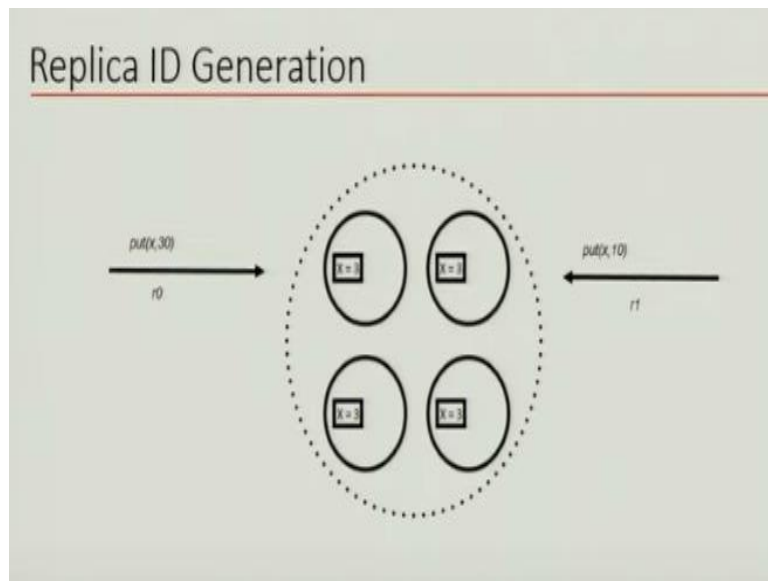 Replica ID Generation
put(x,30)
r0
put(x,10)
r1
X = 3
X = 3
X = 3
X = 3